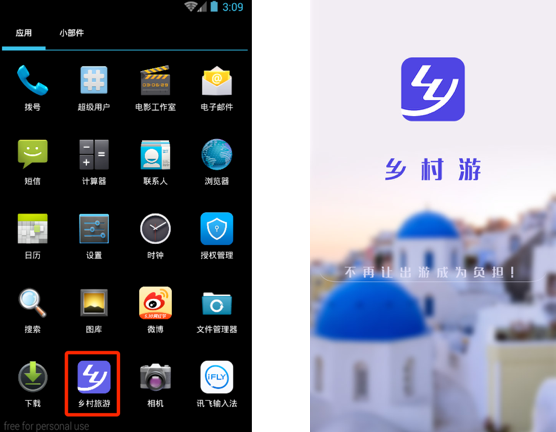 3:09
应用 小部件
拨号 超级用户 电影工作室 电子邮件
短信 计算器 联系人 浏览器
日历 设置 时钟 授权管理
搜索 图库 微博 文件管理器
iFLY
下载 乡村旅游 相机 讯飞输入法
free for personal use
乡村游
不再让出游成为负担!